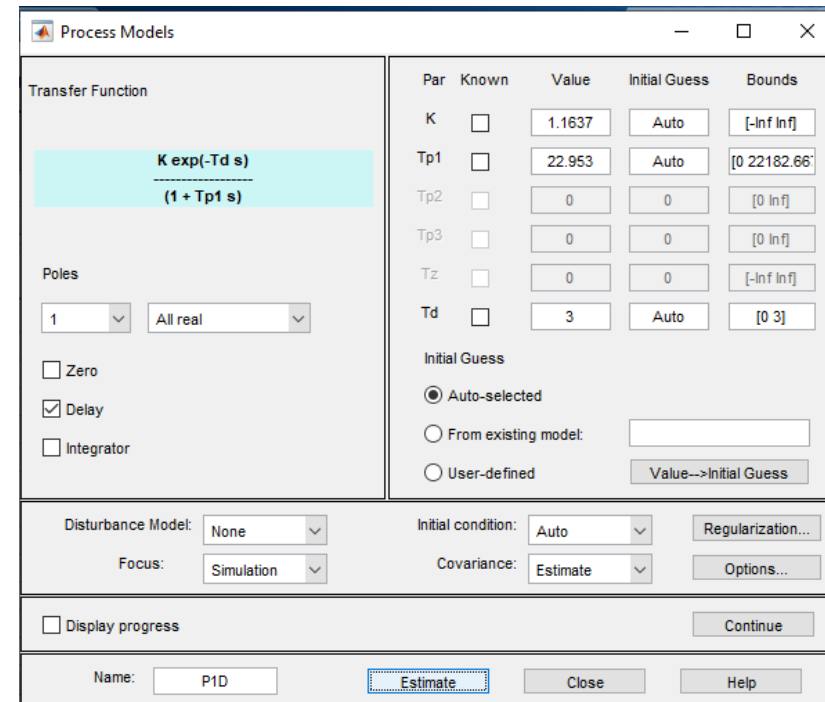 Process Models
Transfer Function
K exp(-Td s)
-------------------
(1 + Tp1 s)
Poles
1 All real
Zero
Delay
Integrator
Par Known Value Initial Guess Bounds
K 1.1637 Auto [-Inf Inf]
Tp1 22.953 Auto [0 22182.667
Tp2 0 0 [0 Inf]
Tp3 0 0 [0 Inf]
Tz 0 0 [-Inf Inf]
Td 3 Auto [0 3]
Initial Guess
Auto-selected
From existing model:
User-defined Value-->Initial Guess
Disturbance Model: None Initial condition: Auto Regularization...
Focus: Simulation Covariance: Estimate Options...
Display progress Continue
Name: P1D Estimate Close Help